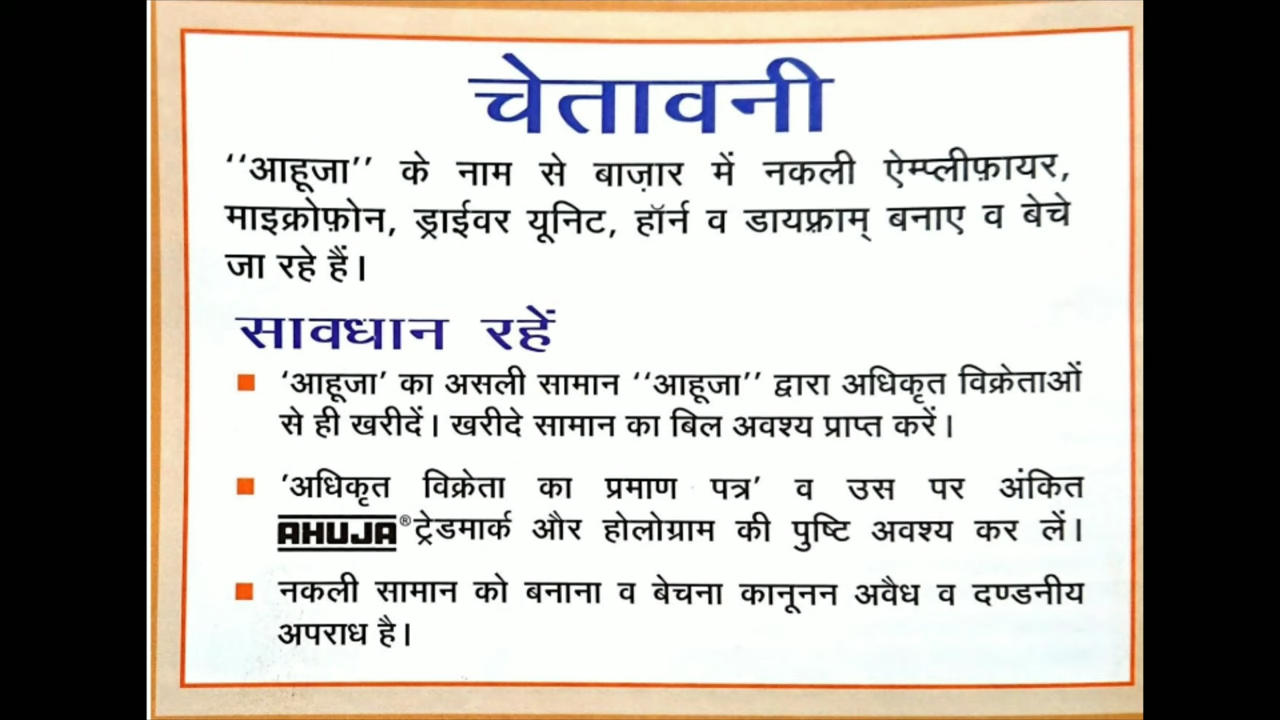 चेतावनी
‘‘आहूजा’’ के नाम से बाज़ार में नकली ऐम्प्लीफ़ायर,
माइक्रोफ़ोन, ड्राईवर यूनिट, हॉर्न व डायफ़्राम् बनाए व बेचे
जा रहे हैं।
सावधान रहें
‘आहूजा’ का असली सामान ‘‘आहूजा’’ द्वारा अधिकृत विक्रेताओं
से ही खरीदें। खरीदे सामान का बिल अवश्य प्राप्त करें।
’अधिकृत विक्रेता का प्रमाण पत्र’ व उस पर अंकित
AHUJA® ट्रेडमार्क और होलोग्राम की पुष्टि अवश्य कर लें।
नकली सामान को बनाना व बेचना कानूनन अवैध व दण्डनीय
अपराध है।